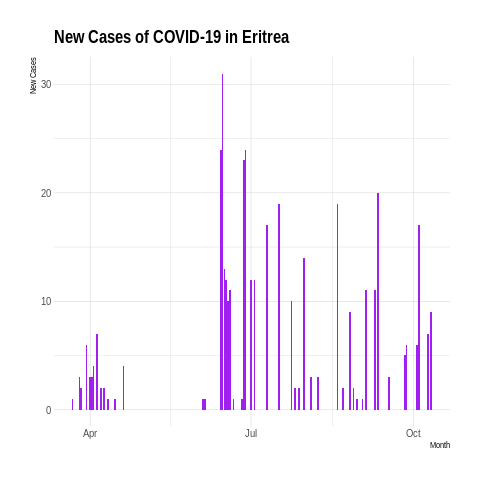 New Cases of COVID-19 in Eritrea
New Cases
30
20
10
0
Apr
Jul
Oct
Month